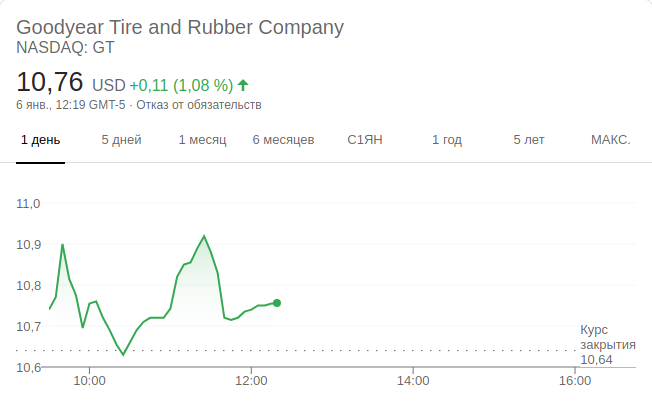 Goodyear Tire and Rubber Company
NASDAQ: GT
10,76 USD +0,11 (1,08 %)
6 янв., 12:19 GMT-5 · Отказ от обязательств
1 день 5 дней 1 месяц 6 месяцев С1ЯН 1 год 5 лет МАКС.
11,0
10,9
10,8
10,7
Курс
закрытия
10,64
10,6
10:00 12:00 14:00 16:00